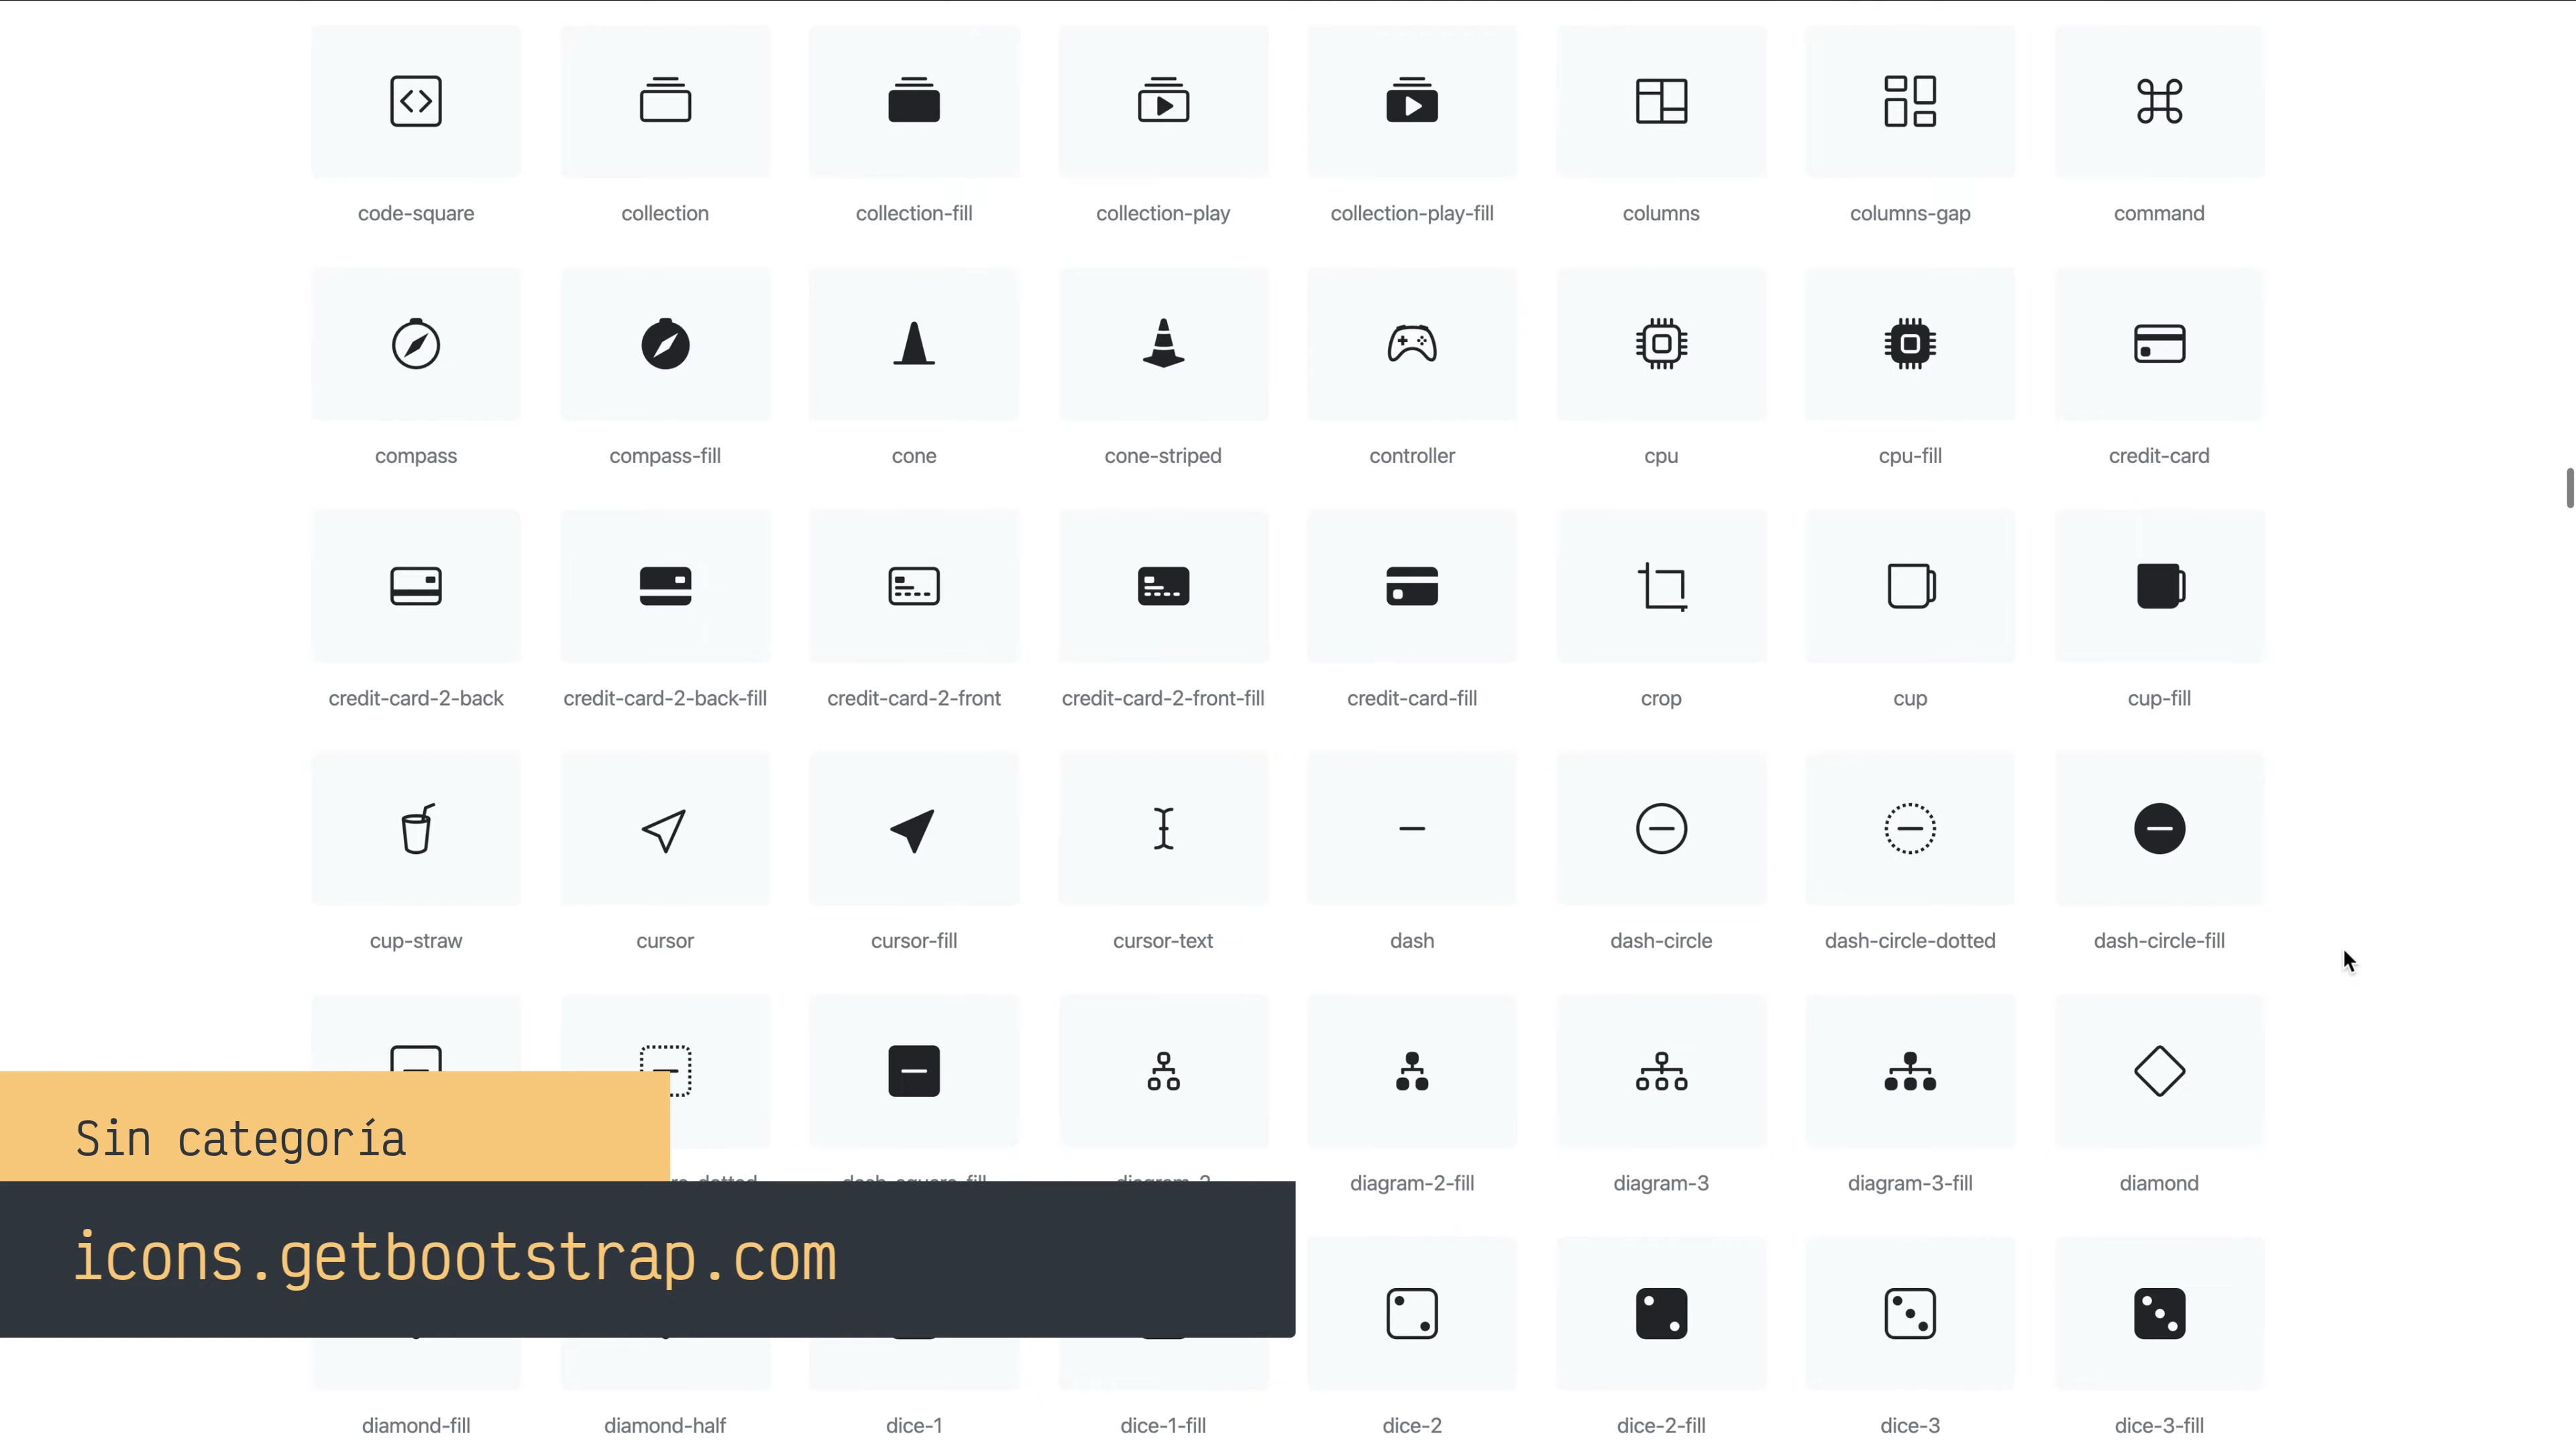 code-square collection collection-fill collection-play collection-play-fill columns columns-gap command
compass compass-fill cone cone-striped controller cpu cpu-fill credit-card
credit-card-2-back credit-card-2-back-fill credit-card-2-front credit-card-2-front-fill credit-card-fill crop cup cup-fill
cup-straw cursor cursor-fill cursor-text dash dash-circle dash-circle-dotted dash-circle-fill
diagram-2-fill diagram-3 diagram-3-fill diamond
Sin categoría
icons.getbootstrap.com
diamond-fill diamond-half dice-1 dice-1-fill dice-2 dice-2-fill dice-3 dice-3-fill